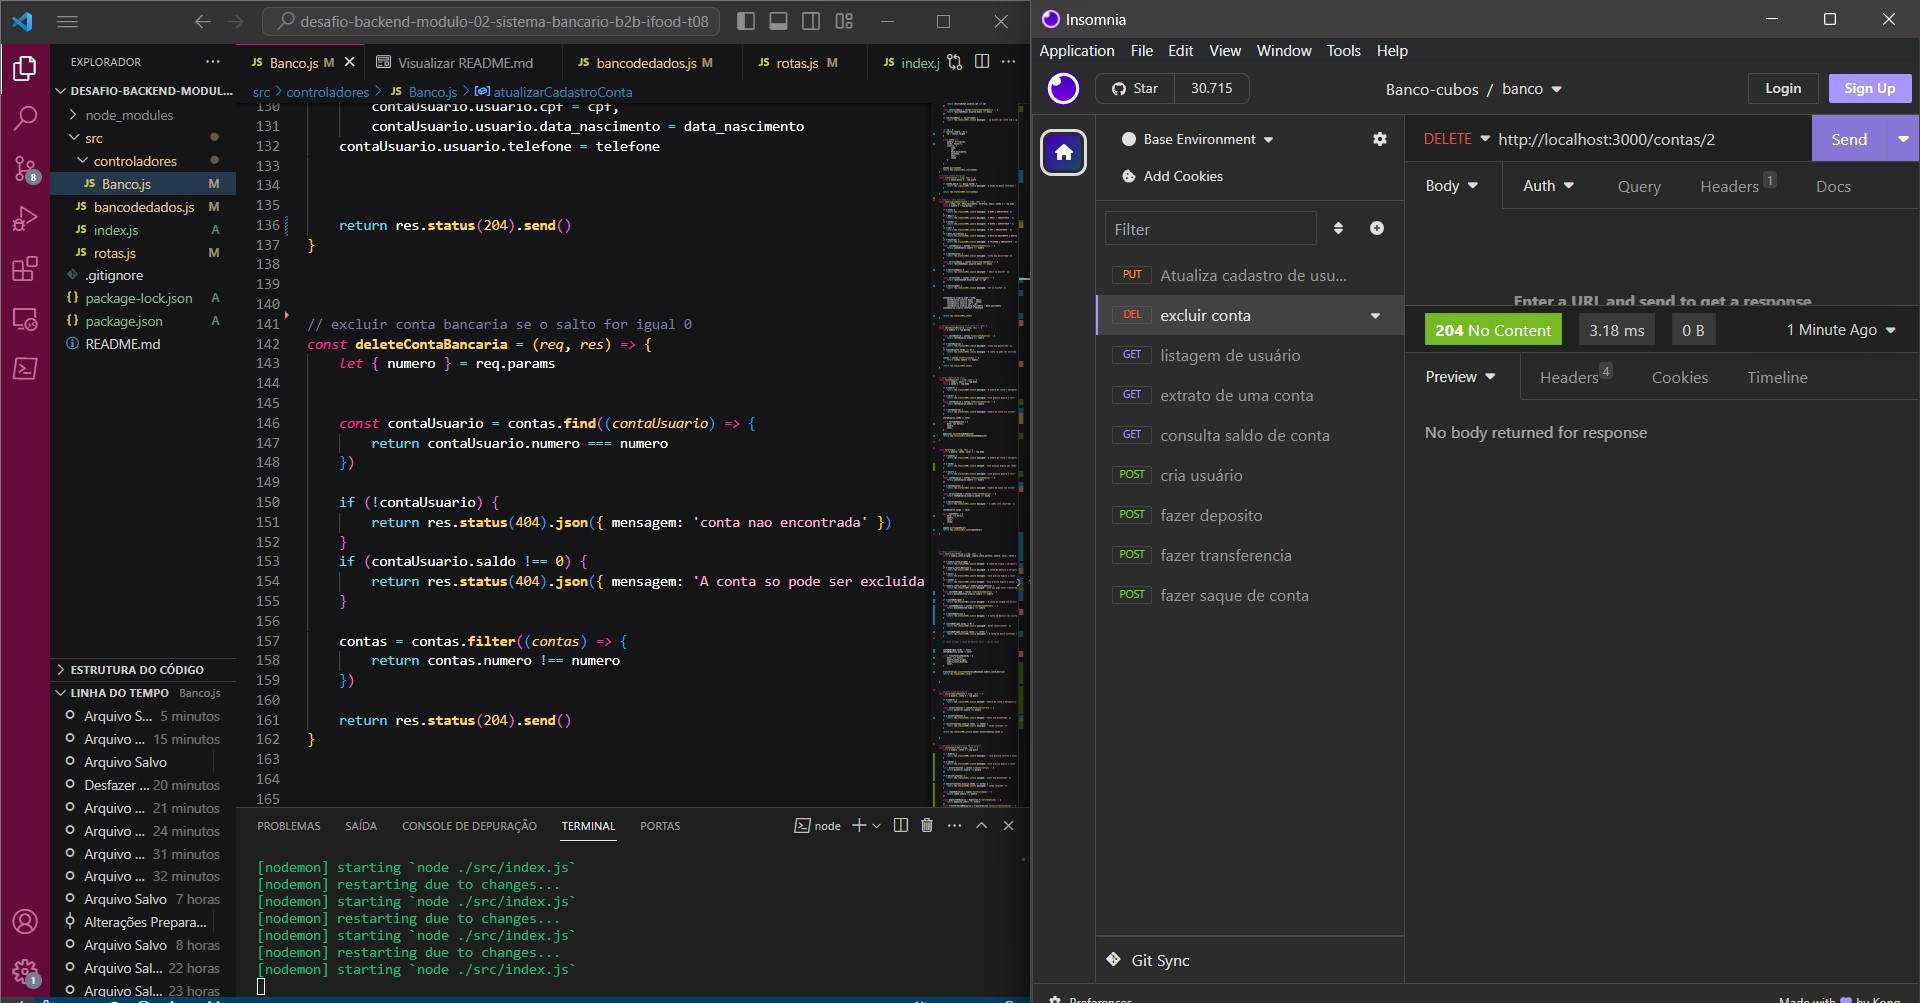 desafio-backend-modulo-02-sistema-bancario-b2b-ifood-t08
EXPLORADOR
DESAFIO-BACKEND-MODUL...
node_modules
src
controladores
JS Banco.js M
JS bancodedados.js M
JS index.js A
JS rotas.js M
.gitignore
{} package-lock.json A
{} package.json A
README.md
ESTRUTURA DO CÓDIGO
LINHA DO TEMPO Banco.js
Arquivo S... 5 minutos
Arquivo ... 15 minutos
Arquivo Salvo
Desfazer ... 20 minutos
Arquivo ... 21 minutos
Arquivo ... 24 minutos
Arquivo ... 31 minutos
Arquivo ... 32 minutos
Arquivo Salvo 7 horas
Alterações Prepara...
Arquivo Salvo 8 horas
Arquivo Sal... 22 horas
Arquivo Sal... 23 horas
8
1
JS Banco.js M
Visualizar README.md
JS bancodedados.js M
JS rotas.js M
JS index.j
src > controladores > JS Banco.js > atualizarCadastroConta
130 contaUsuario.usuario.cpf = cpf,
131 contaUsuario.usuario.data_nascimento = data_nascimento
132 contaUsuario.usuario.telefone = telefone
133
134
135
136 return res.status(204).send()
137 }
138
139
140
141 // excluir conta bancaria se o salto for igual 0
142 const deleteContaBancaria = (req, res) => {
143 let { numero } = req.params
144
145
146 const contaUsuario = contas.find((contaUsuario) => {
147 return contaUsuario.numero === numero
148 })
149
150 if (!contaUsuario) {
151 return res.status(404).json({ mensagem: 'conta nao encontrada' })
152 }
153 if (contaUsuario.saldo !== 0) {
154 return res.status(404).json({ mensagem: 'A conta so pode ser excluida
155 }
156
157 contas = contas.filter((contas) => {
158 return contas.numero !== numero
159 })
160
161 return res.status(204).send()
162 }
163
164
165
PROBLEMAS SAÍDA CONSOLE DE DEPURAÇÃO TERMINAL PORTAS
node
[nodemon] starting `node ./src/index.js`
[nodemon] restarting due to changes...
[nodemon] starting `node ./src/index.js`
[nodemon] restarting due to changes...
[nodemon] starting `node ./src/index.js`
[nodemon] restarting due to changes...
[nodemon] starting `node ./src/index.js`
Insomnia
Application File Edit View Window Tools Help
Star 30.715
Banco-cubos / banco
Login
Sign Up
Base Environment
Add Cookies
Filter
PUT Atualiza cadastro de usu...
DEL excluir conta
GET listagem de usuário
GET extrato de uma conta
GET consulta saldo de conta
POST cria usuário
POST fazer deposito
POST fazer transferencia
POST fazer saque de conta
Git Sync
Preferences
DELETE http://localhost:3000/contas/2
Send
Body Auth Query Headers 1 Docs
Enter a URL and send to get a response
204 No Content 3.18 ms 0 B 1 Minute Ago
Preview Headers 4 Cookies Timeline
No body returned for response
Made with by Kong